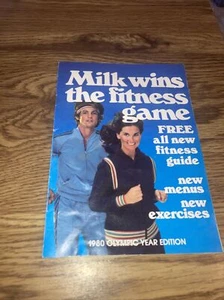 Milk wins
the fitness
game
FREE
all new
fitness
guide
new
menus
new
exercises
1980 OLYMPIC YEAR EDITION